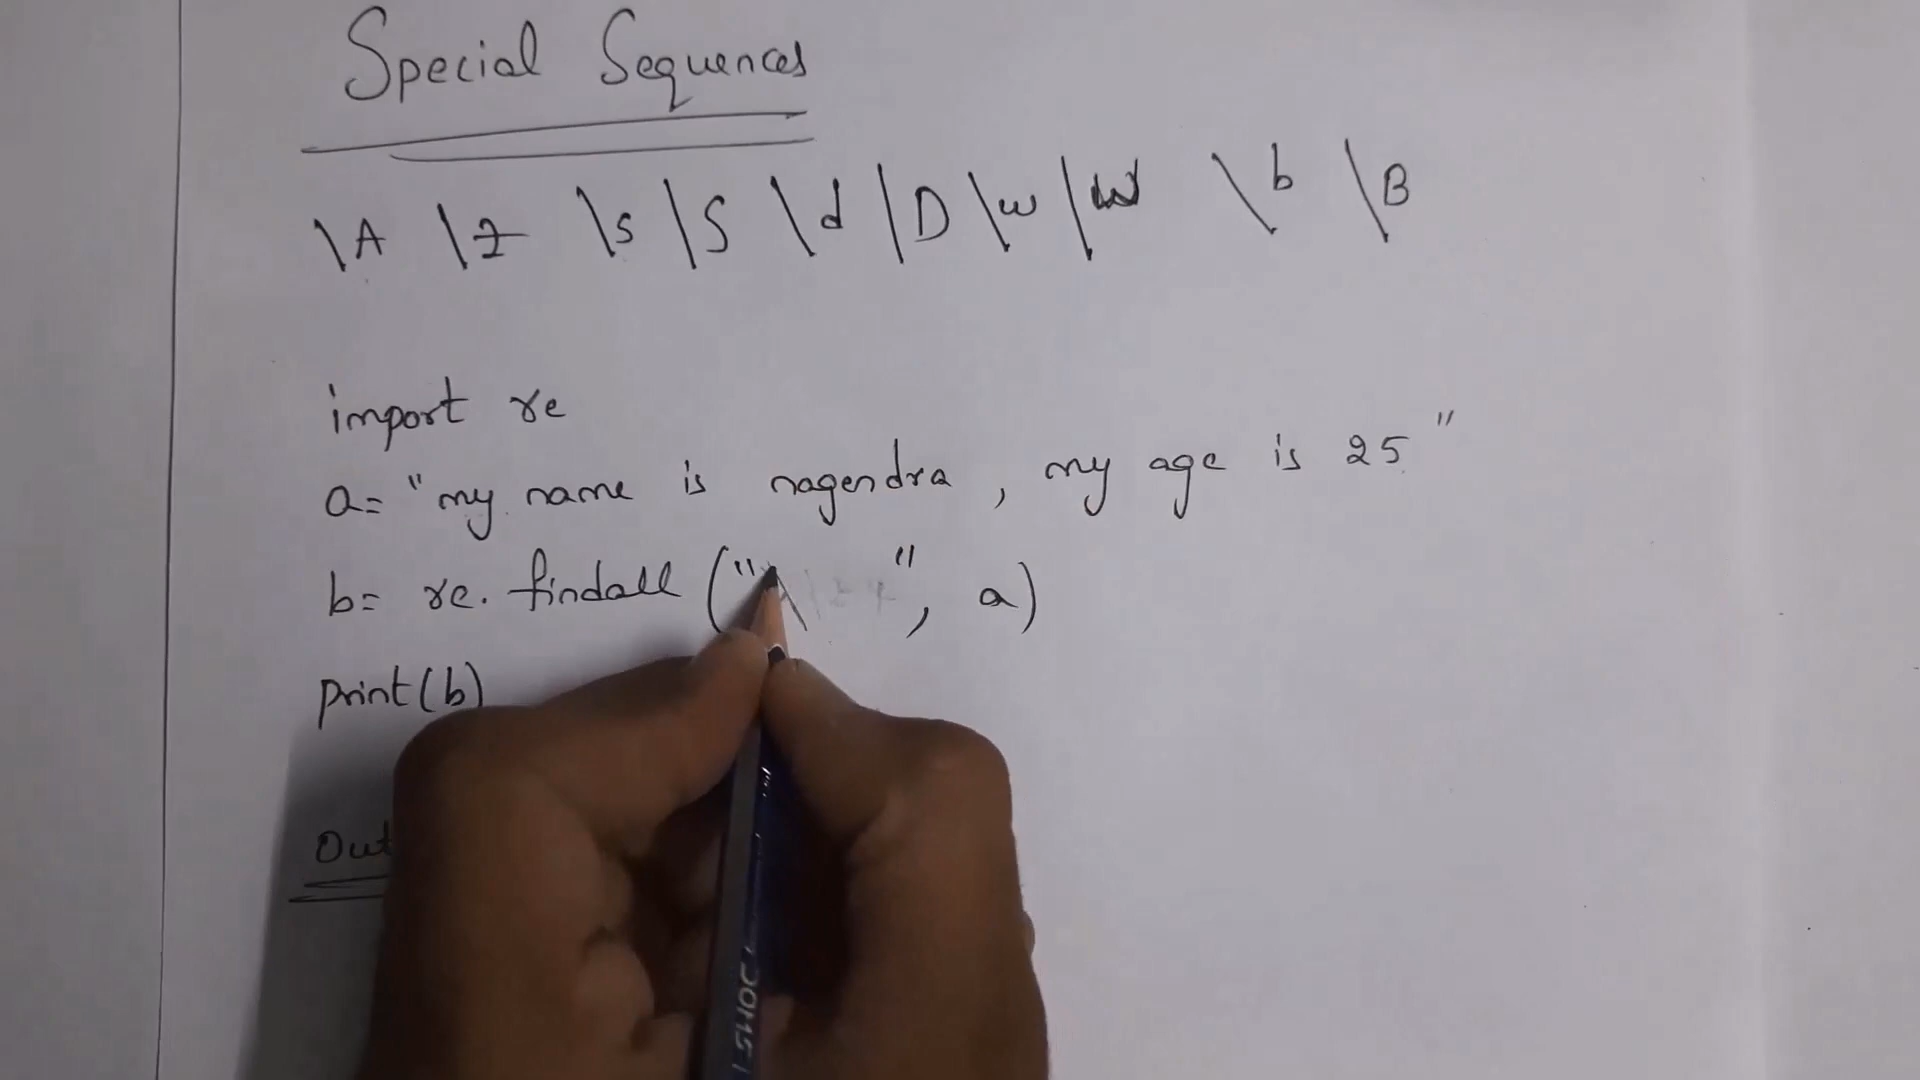 Special Sequences
\A \Z \s \S \d \D \w \W \b \B
import re
a= "my name is nagendra, my age is 25"
b= re.findall("\ ", a)
print(b)
Out